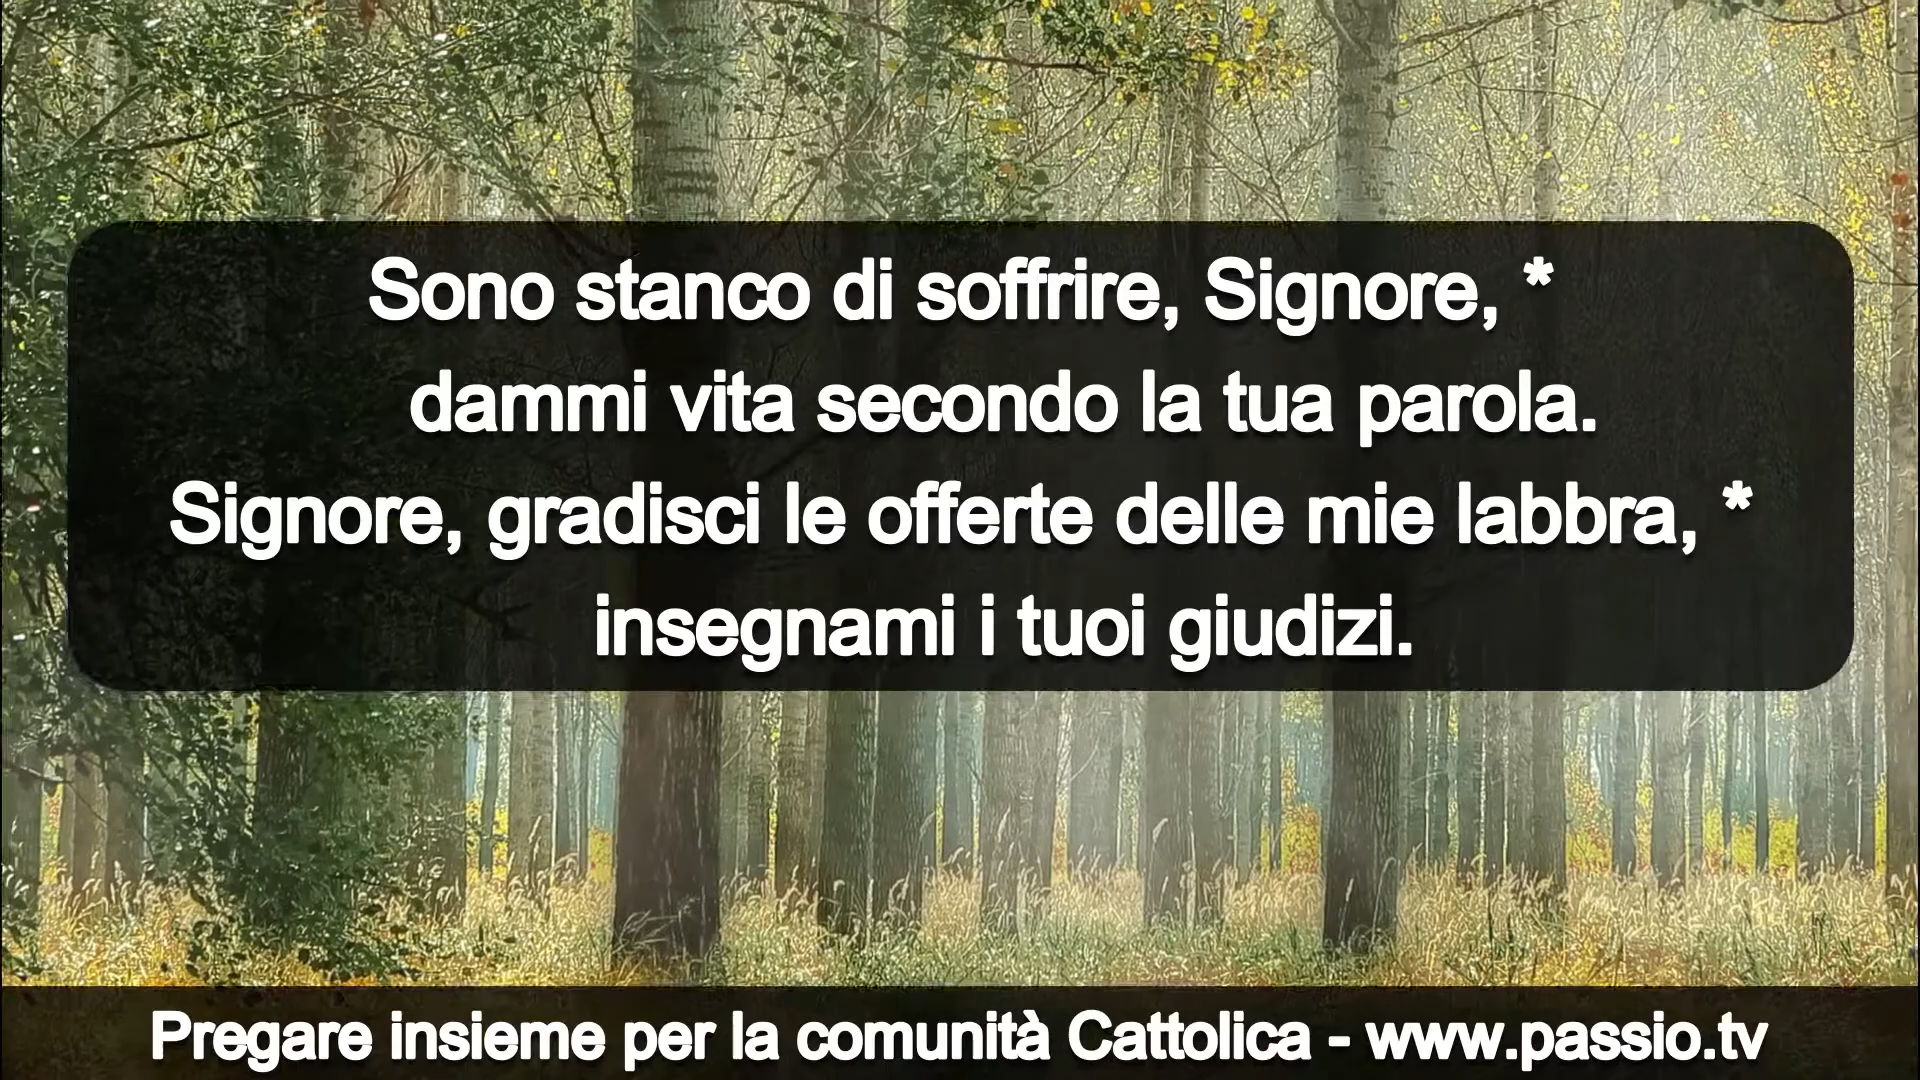 Sono stanco di soffrire, Signore, *
dammi vita secondo la tua parola.
Signore, gradisci le offerte delle mie labbra, *
insegnami i tuoi giudizi.
Pregare insieme per la comunità Cattolica - www.passio.tv